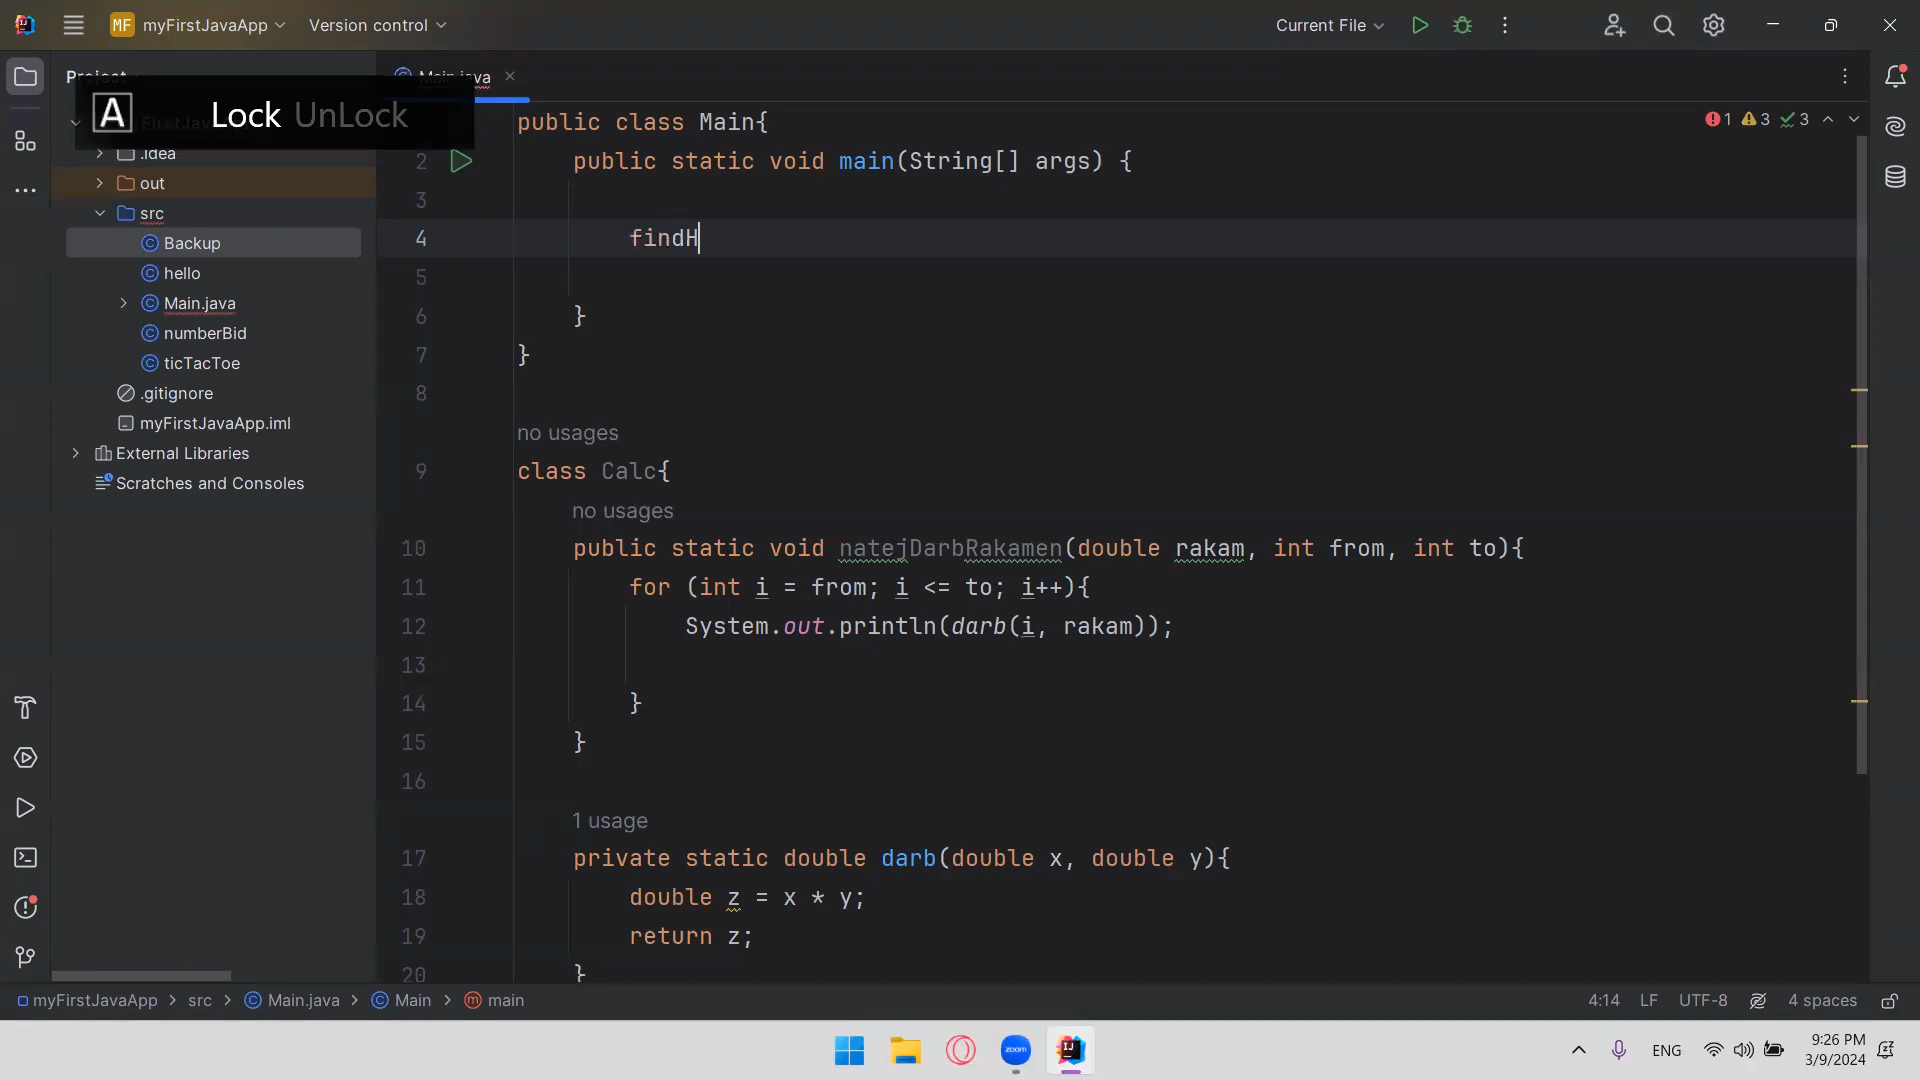 MF myFirstJavaApp Version control Current File
Main.java
A Lock UnLock
.idea
out
src
Backup
hello
Main.java
numberBid
ticTacToe
.gitignore
myFirstJavaApp.iml
External Libraries
Scratches and Consoles
1 3 3
public class Main{
2 public static void main(String[] args) {
3
4 findH
5
6 }
7 }
8
no usages
9 class Calc{
no usages
10 public static void natejDarbRakamen(double rakam, int from, int to){
11 for (int i = from; i <= to; i++){
12 System.out.println(darb(i, rakam));
13
14 }
15 }
16
1 usage
17 private static double darb(double x, double y){
18 double z = x * y;
19 return z;
20 }
myFirstJavaApp > src > Main.java > Main > main 4:14 LF UTF-8 4 spaces
zoom ENG 9:26 PM
3/9/2024